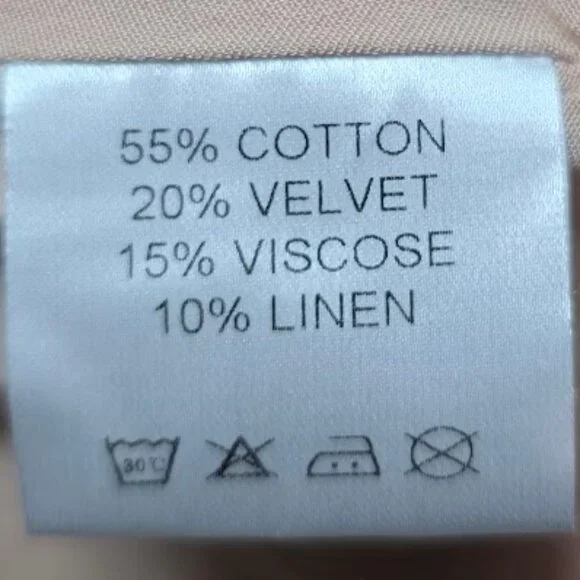 55% COTTON
20% VELVET
15% VISCOSE
10% LINEN
30°C